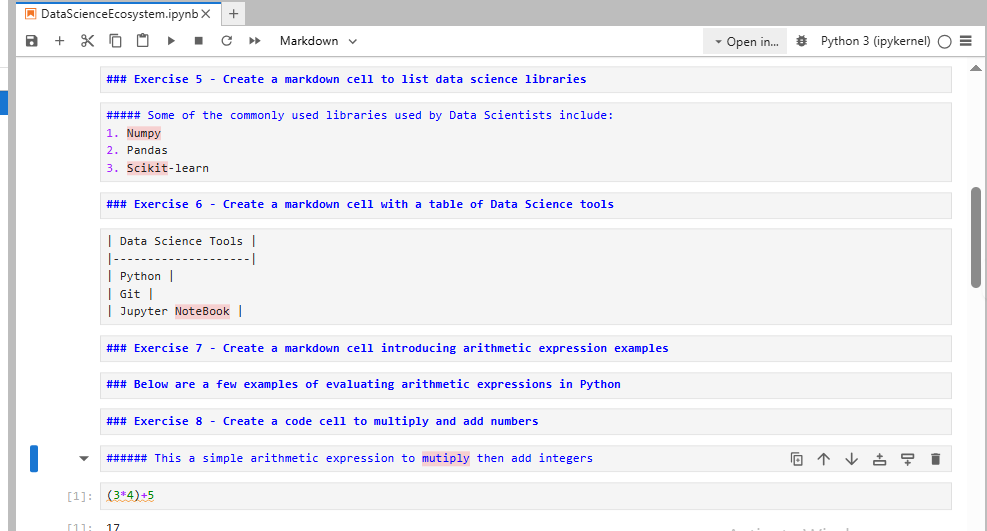 DataScienceEcosystem.ipynb
Markdown
Open in...
Python 3 (ipykernel)
### Exercise 5 - Create a markdown cell to list data science libraries
##### Some of the commonly used libraries used by Data Scientists include:
1. Numpy
2. Pandas
3. Scikit-learn
### Exercise 6 - Create a markdown cell with a table of Data Science tools
| Data Science Tools |
|--------------------|
| Python |
| Git |
| Jupyter NoteBook |
### Exercise 7 - Create a markdown cell introducing arithmetic expression examples
### Below are a few examples of evaluating arithmetic expressions in Python
### Exercise 8 - Create a code cell to multiply and add numbers
###### This a simple arithmetic expression to mutiply then add integers
[1]: (3*4)+5
[1]: 17